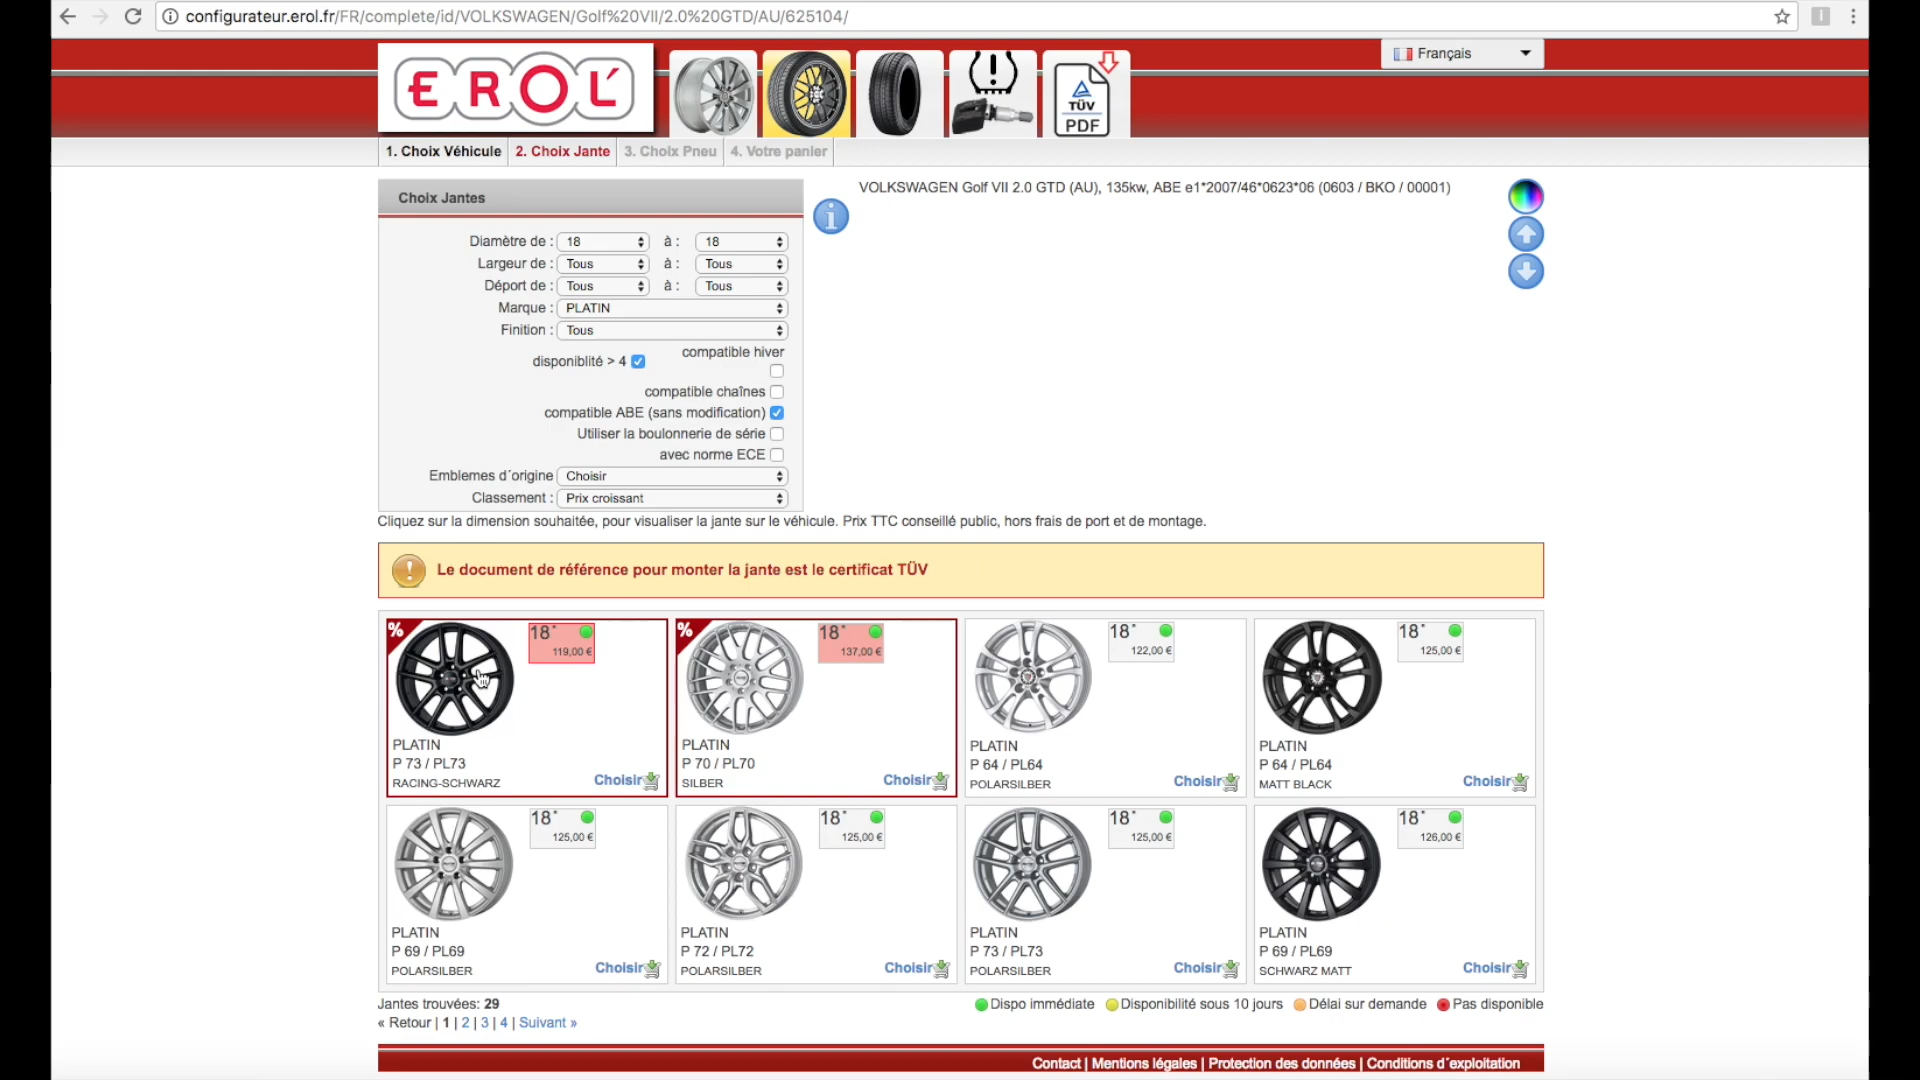 configurateur.erol.fr/FR/complete/id/VOLKSWAGEN/Golf%20VII/2.0%20GTD/AU/625104/
EROL
TÜV
PDF
Français
1. Choix Véhicule
2. Choix Jante
3. Choix Pneu
4. Votre panier
Choix Jantes
Diamètre de : 18 à : 18
Largeur de : Tous à : Tous
Déport de : Tous à : Tous
Marque : PLATIN
Finition : Tous
disponiblité > 4
compatible hiver
compatible chaînes
compatible ABE (sans modification)
Utiliser la boulonnerie de série
avec norme ECE
Emblemes d´origine Choisir
Classement : Prix croissant
VOLKSWAGEN Golf VII 2.0 GTD (AU), 135kw, ABE e1*2007/46*0623*06 (0603 / BKO / 00001)
Cliquez sur la dimension souhaitée, pour visualiser la jante sur le véhicule. Prix TTC conseillé public, hors frais de port et de montage.
Le document de référence pour monter la jante est le certificat TÜV
%
18"
119,00 €
PLATIN
P 73 / PL73
RACING-SCHWARZ
Choisir
%
18"
137,00 €
PLATIN
P 70 / PL70
SILBER
Choisir
18"
122,00 €
PLATIN
P 64 / PL64
POLARSILBER
Choisir
18"
125,00 €
PLATIN
P 64 / PL64
MATT BLACK
Choisir
18"
125,00 €
PLATIN
P 69 / PL69
POLARSILBER
Choisir
18"
125,00 €
PLATIN
P 72 / PL72
POLARSILBER
Choisir
18"
125,00 €
PLATIN
P 73 / PL73
POLARSILBER
Choisir
18"
126,00 €
PLATIN
P 69 / PL69
SCHWARZ MATT
Choisir
Jantes trouvées: 29
« Retour | 1 | 2 | 3 | 4 | Suivant »
Dispo immédiate Disponibilité sous 10 jours Délai sur demande Pas disponible
Contact | Mentions légales | Protection des données | Conditions d´exploitation